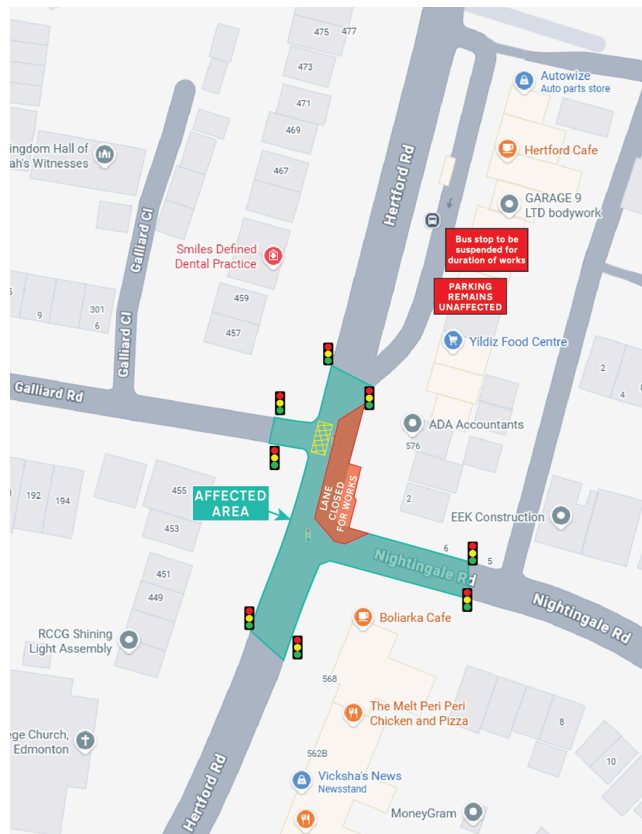 475
477
473
471
469
467
Autowize
Auto parts store
Hertford Cafe
ingdom Hall of
ah's Witnesses
GARAGE 9
LTD bodywork
Hertford Rd
Galliard Cl
Smiles Defined
Dental Practice
Bus stop to be
suspended for
duration of works
PARKING
REMAINS
UNAFFECTED
301
9
6
459
457
Galliard Cl
Yildiz Food Centre
2
4
Galliard Rd
ADA Accountants
576
192
194
455
453
AFFECTED
AREA
LANE
CLOSED
FOR WORKS
2
EEK Construction
6
5
Nightingale Rd
Nightingale Rd
451
449
RCCG Shining
Light Assembly
Boliarka Cafe
568
The Melt Peri Peri
Chicken and Pizza
8
10
ege Church,
Edmonton
562B
Vicksha's News
Newsstand
Hertford Rd
MoneyGram